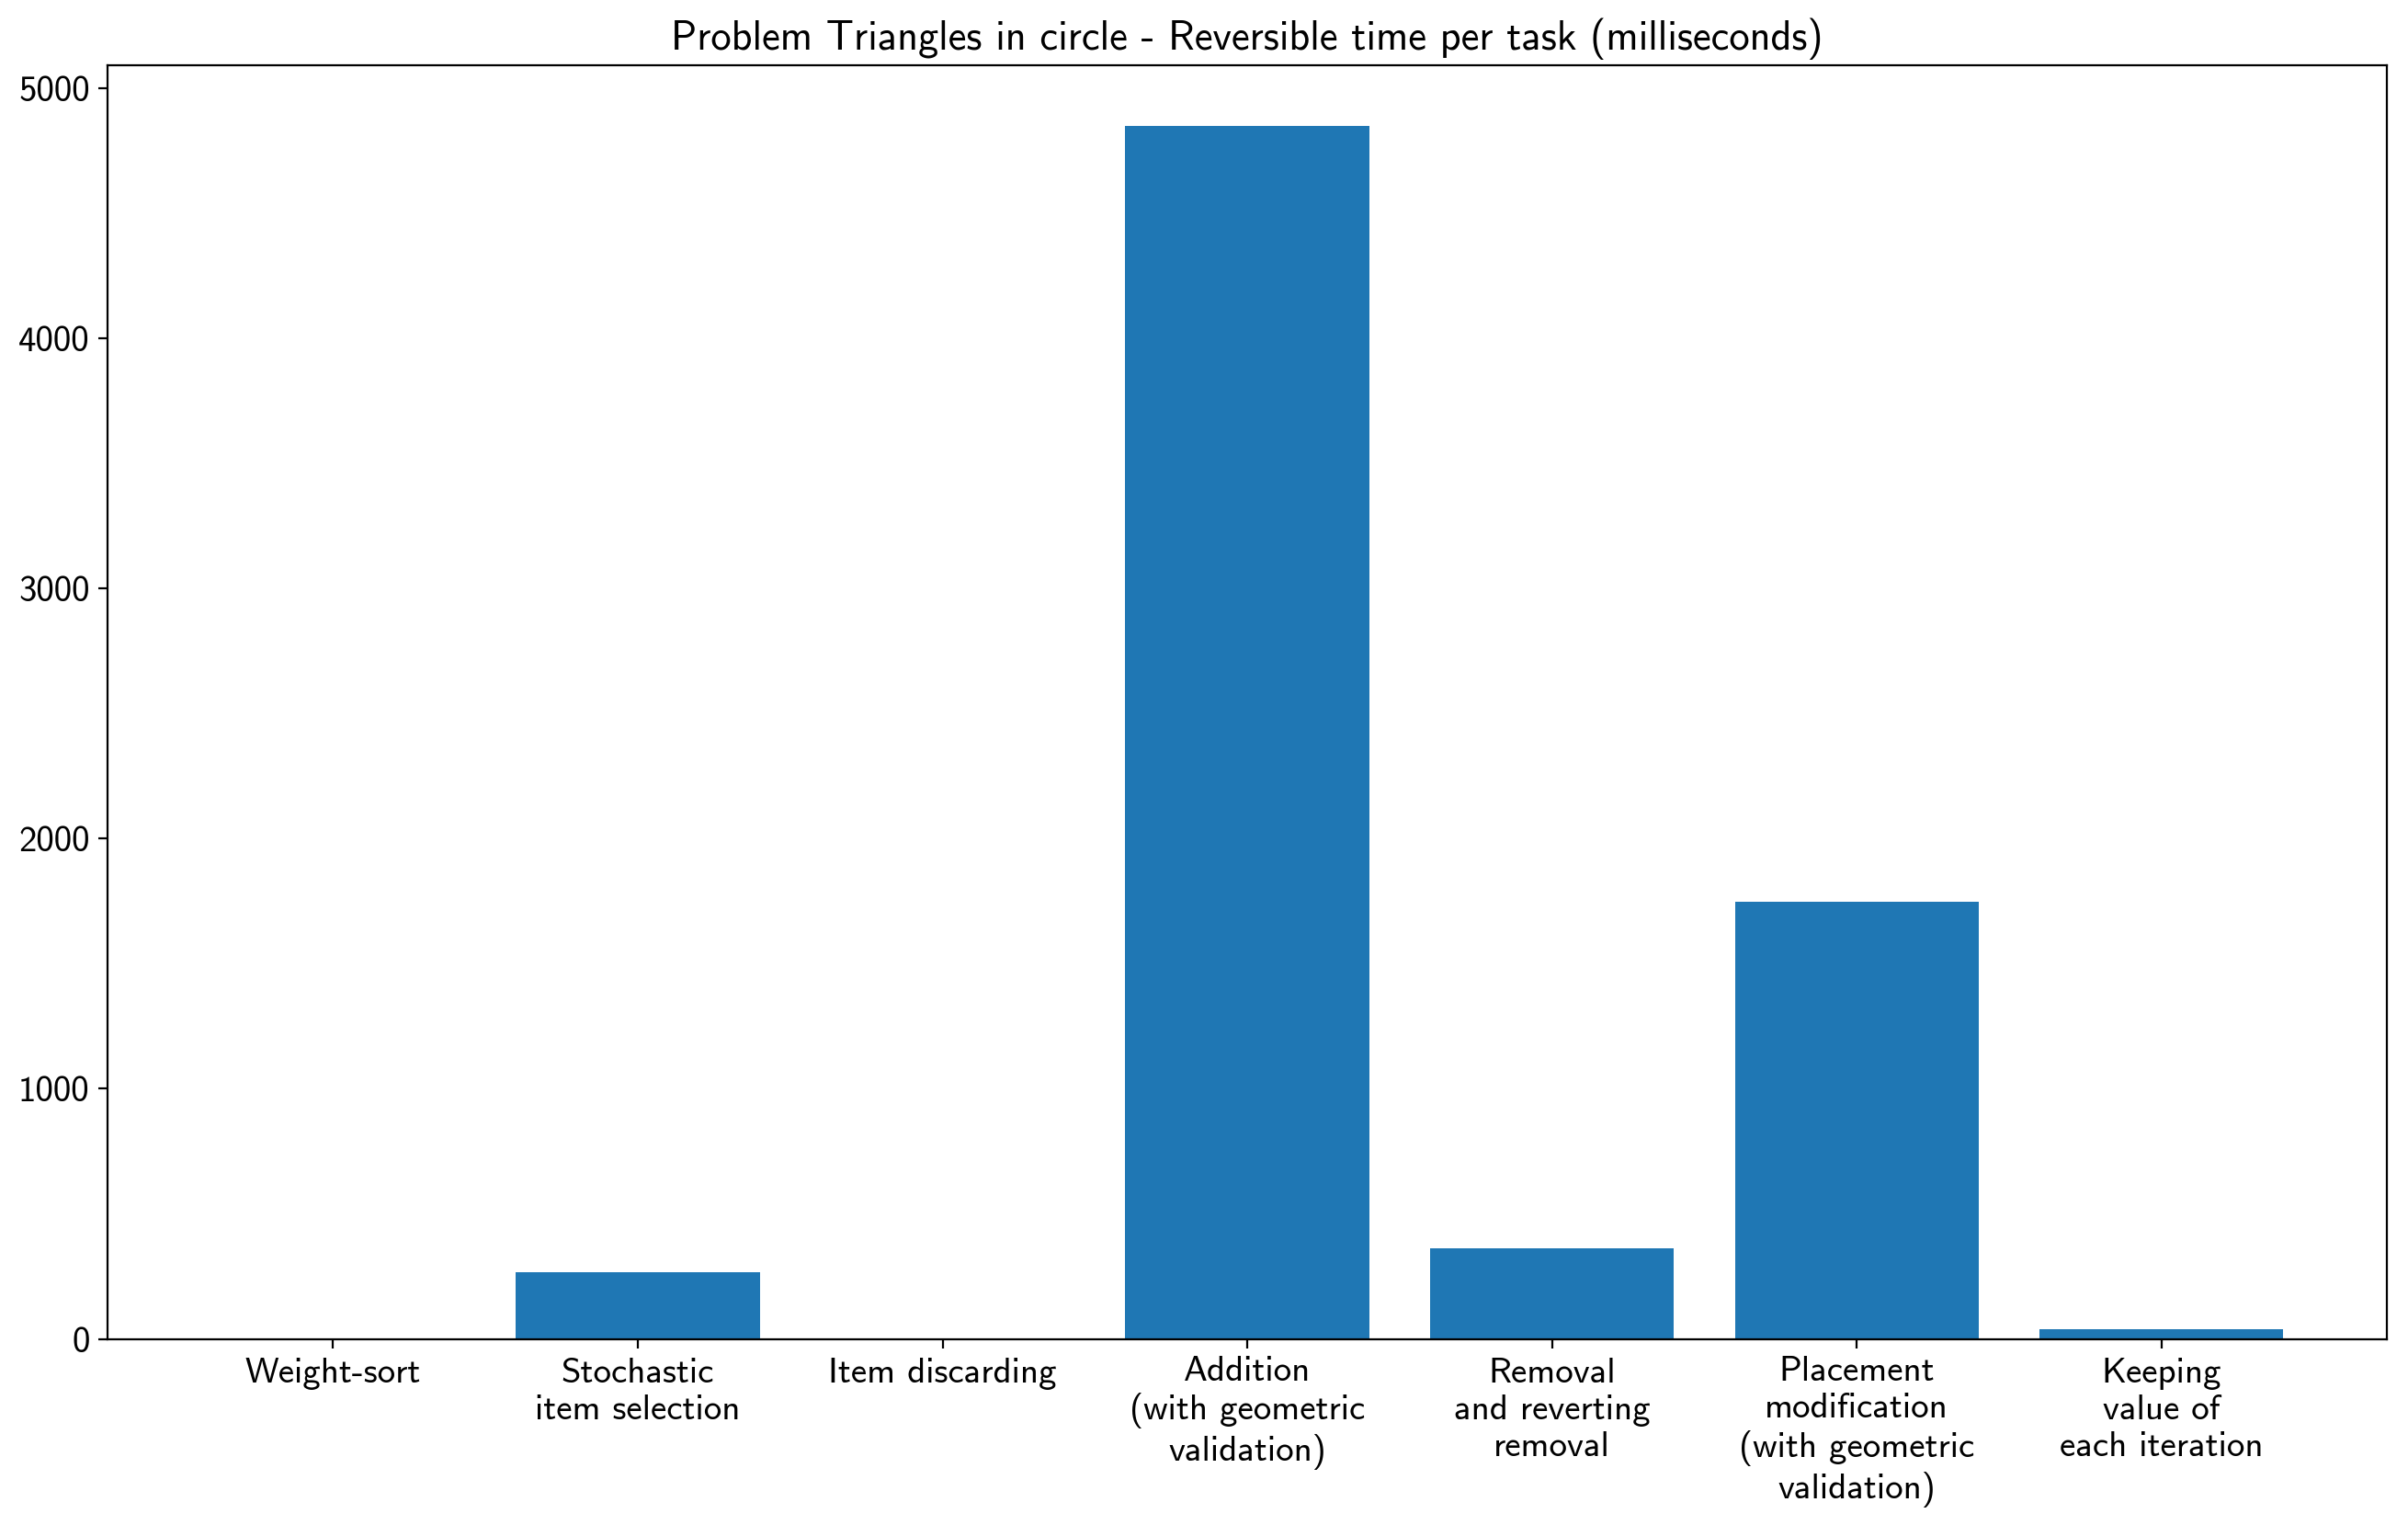 Problem Triangles in circle - Reversible time per task (milliseconds)
5000
4000
3000
2000
1000
0
Weight-sort
Stochastic
item selection
Item discarding
Addition
(with geometric
validation)
Removal
and reverting
removal
Placement
modification
(with geometric
validation)
Keeping
value of
each iteration